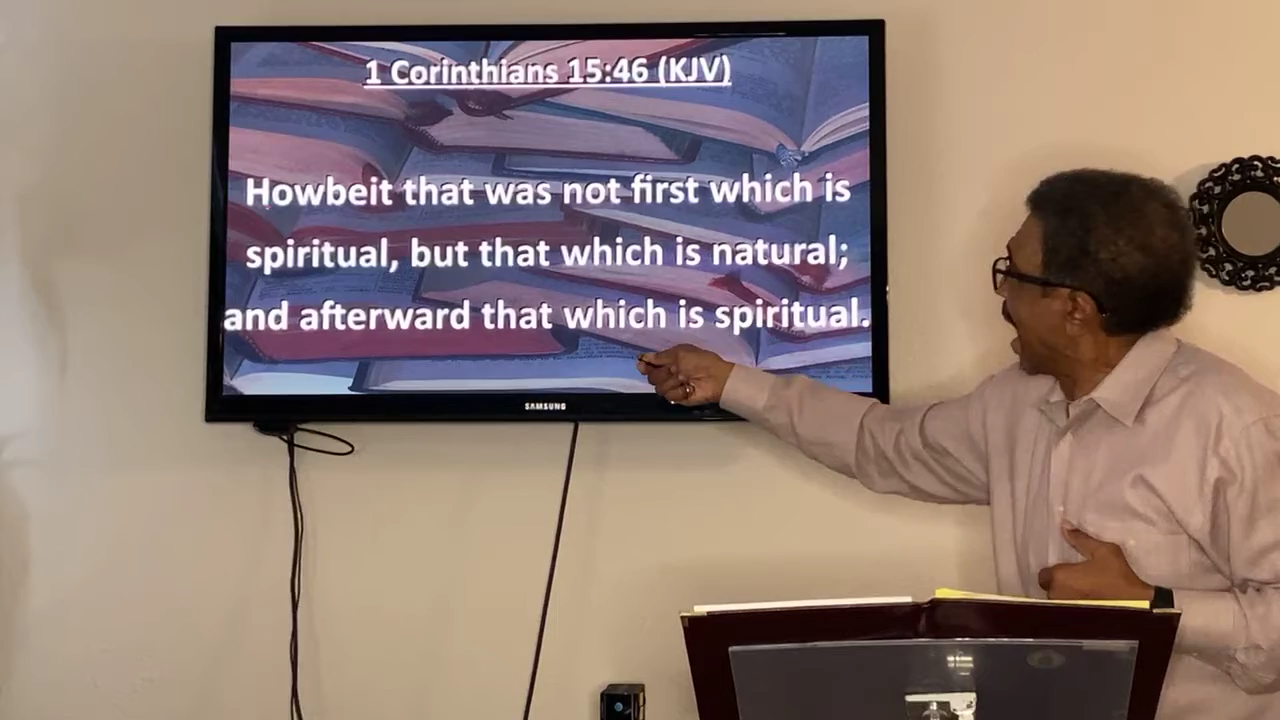 1 Corinthians 15:46 (KJV)
Howbeit that was not first which is
spiritual, but that which is natural;
and afterward that which is spiritual.
SAMSUNG